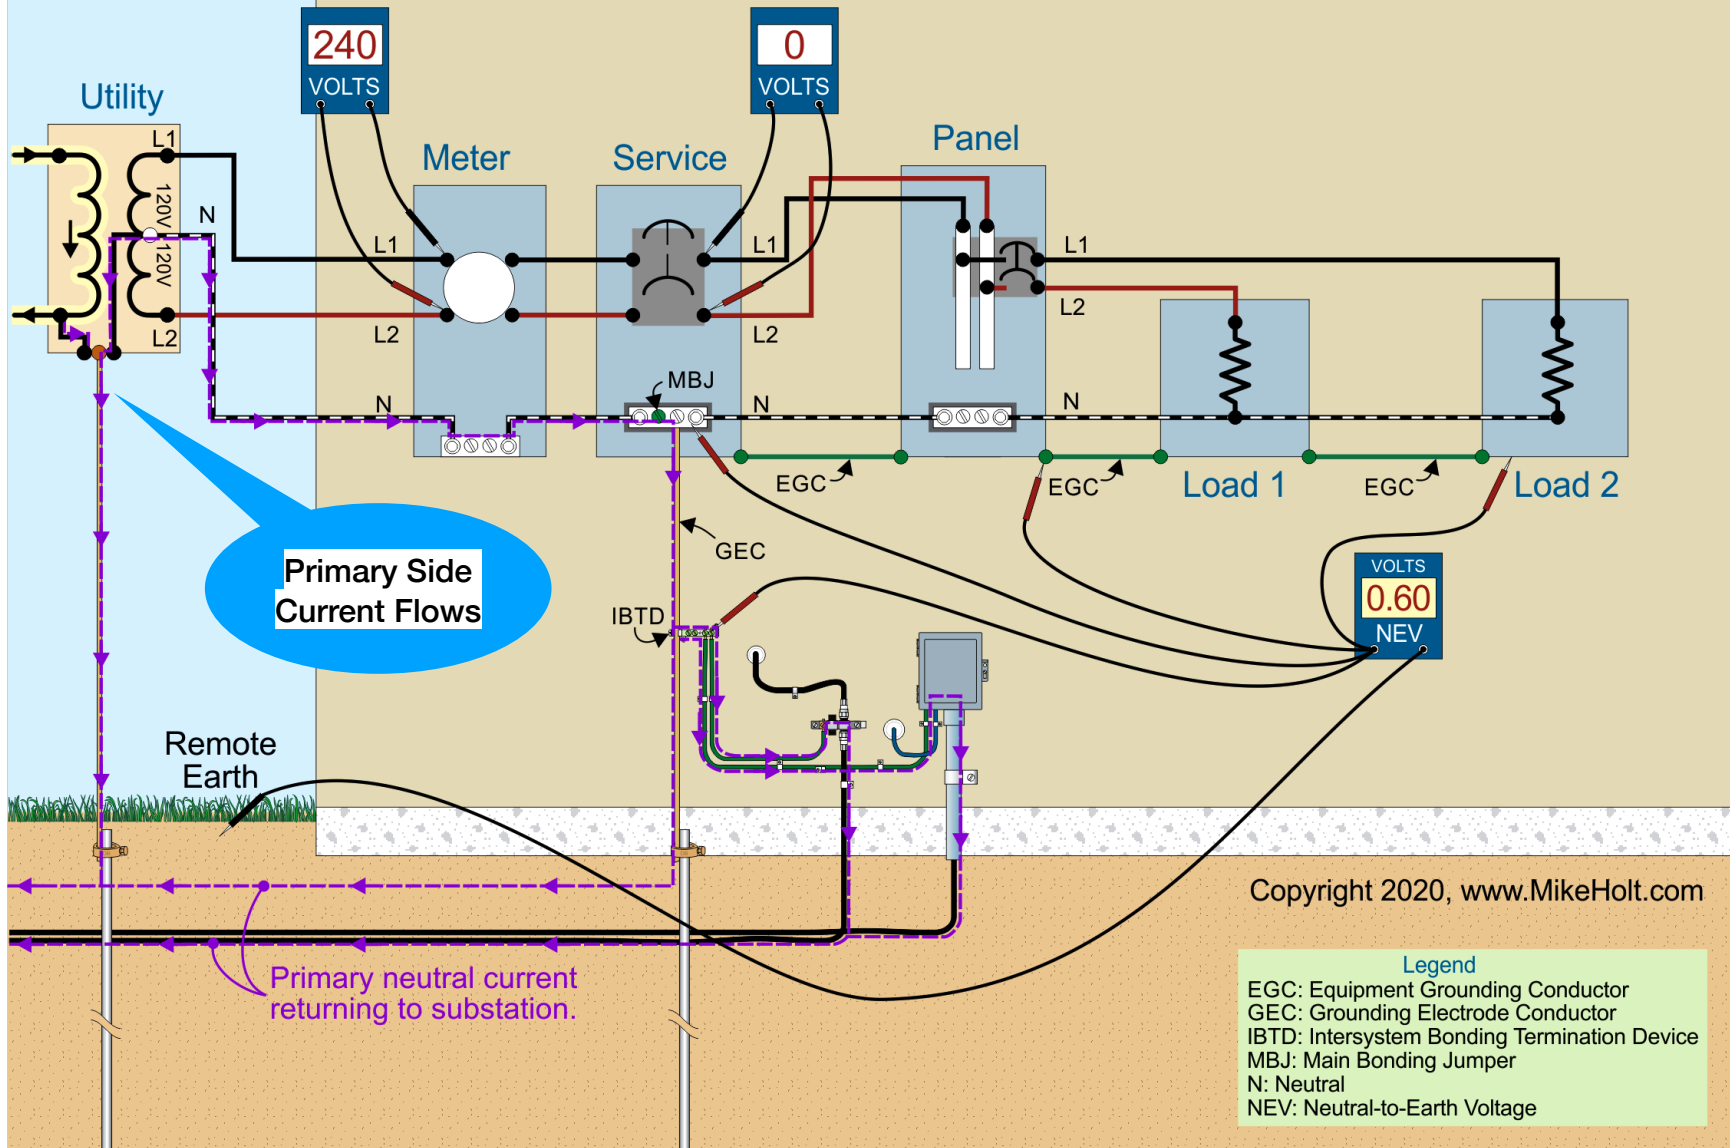 240
VOLTS
0
VOLTS
Utility
L1
120V
120V
N
L2
Meter
L1
L2
N
Service
L1
L2
MBJ
N
Panel
L1
L2
N
EGC
EGC
Load 1
EGC
Load 2
GEC
IBTD
VOLTS
0.60
NEV
Primary Side
Current Flows
Remote
Earth
Primary neutral current
returning to substation.
Copyright 2020, www.MikeHolt.com
Legend
EGC: Equipment Grounding Conductor
GEC: Grounding Electrode Conductor
IBTD: Intersystem Bonding Termination Device
MBJ: Main Bonding Jumper
N: Neutral
NEV: Neutral-to-Earth Voltage